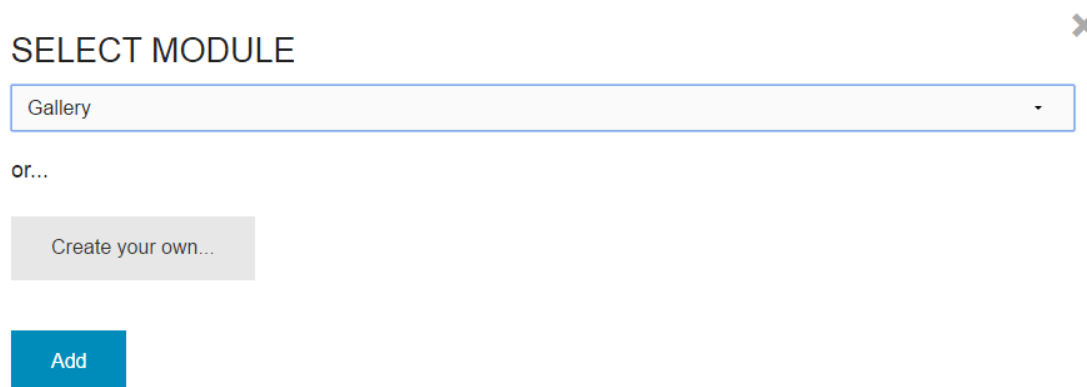 SELECT MODULE
Gallery
or...
Create your own...
Add